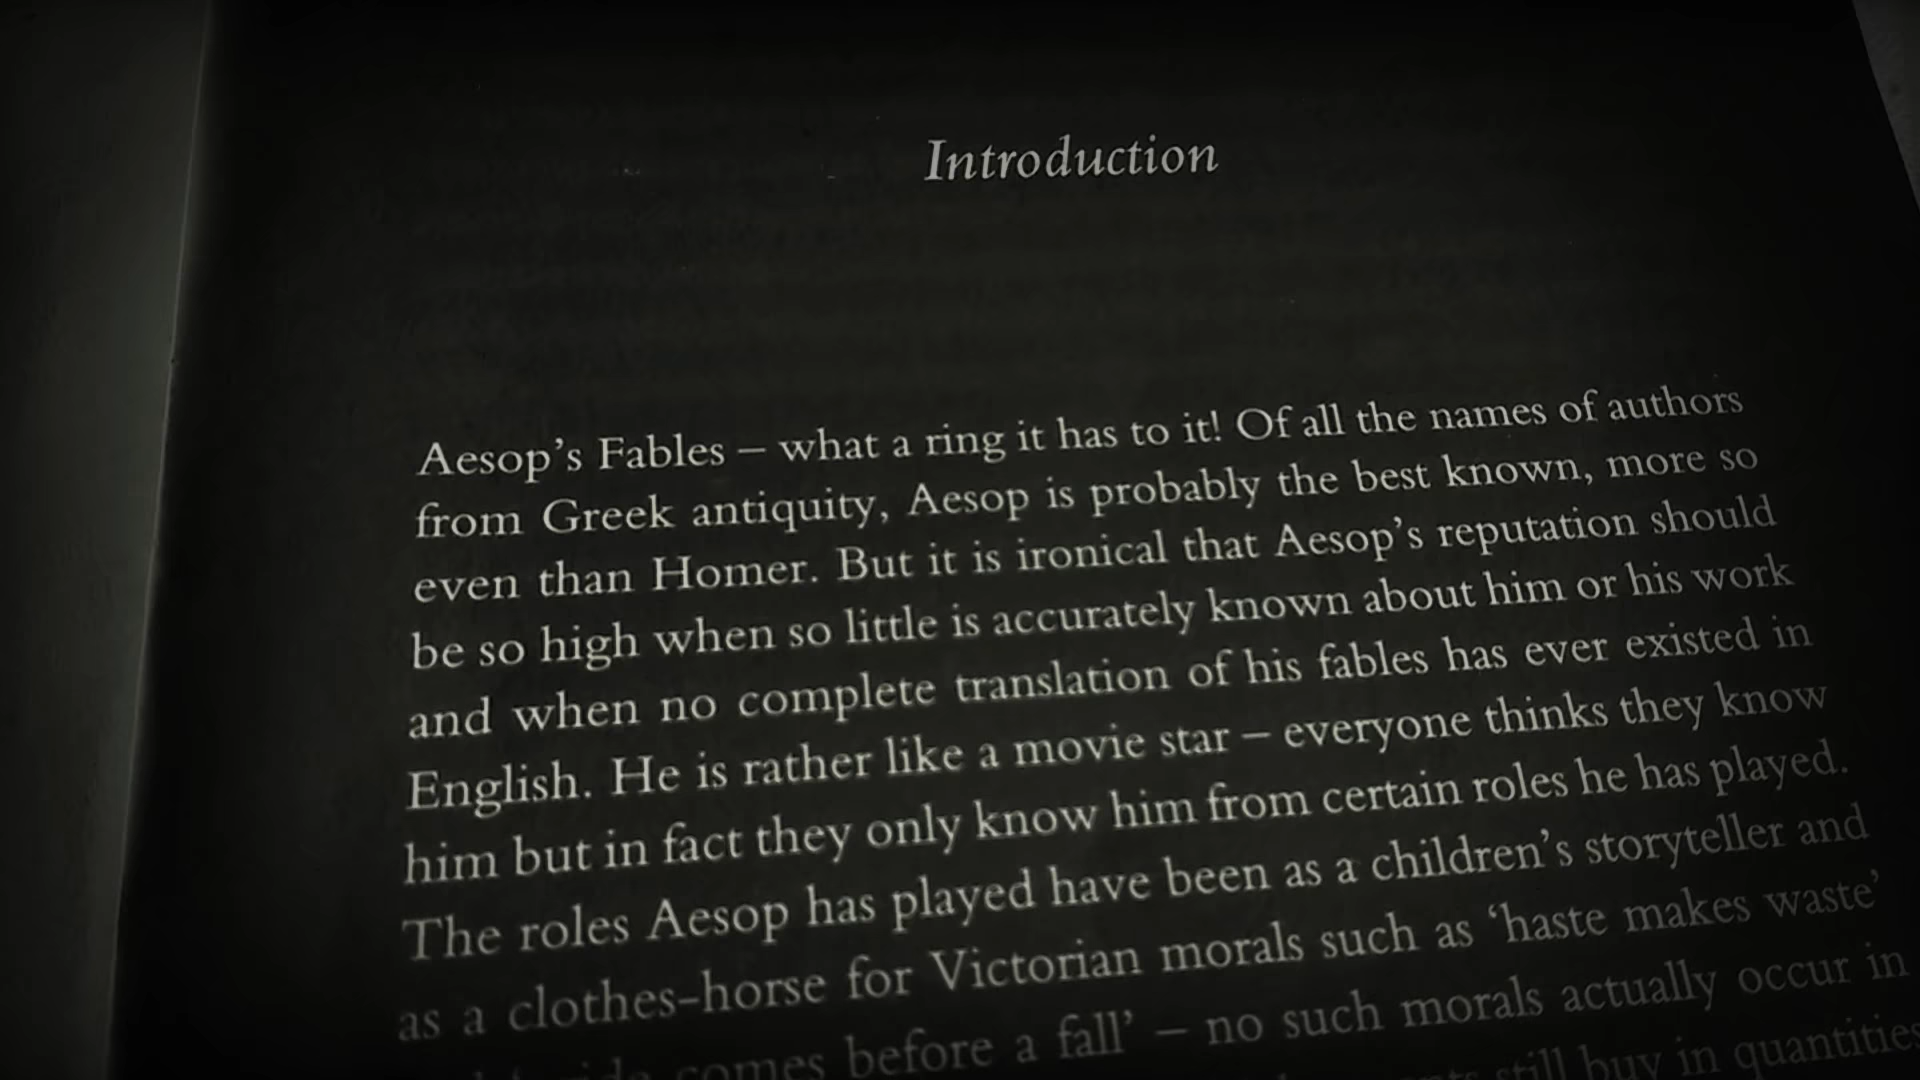 Introduction
Aesop’s Fables – what a ring it has to it! Of all the names of authors
from Greek antiquity, Aesop is probably the best known, more so
even than Homer. But it is ironical that Aesop’s reputation should
be so high when so little is accurately known about him or his work
and when no complete translation of his fables has ever existed in
English. He is rather like a movie star – everyone thinks they know
him but in fact they only know him from certain roles he has played.
The roles Aesop has played have been as a children’s storyteller and
as a clothes-horse for Victorian morals such as ‘haste makes waste’
comes before a fall’ – no such morals actually occur in
still buy in quantities